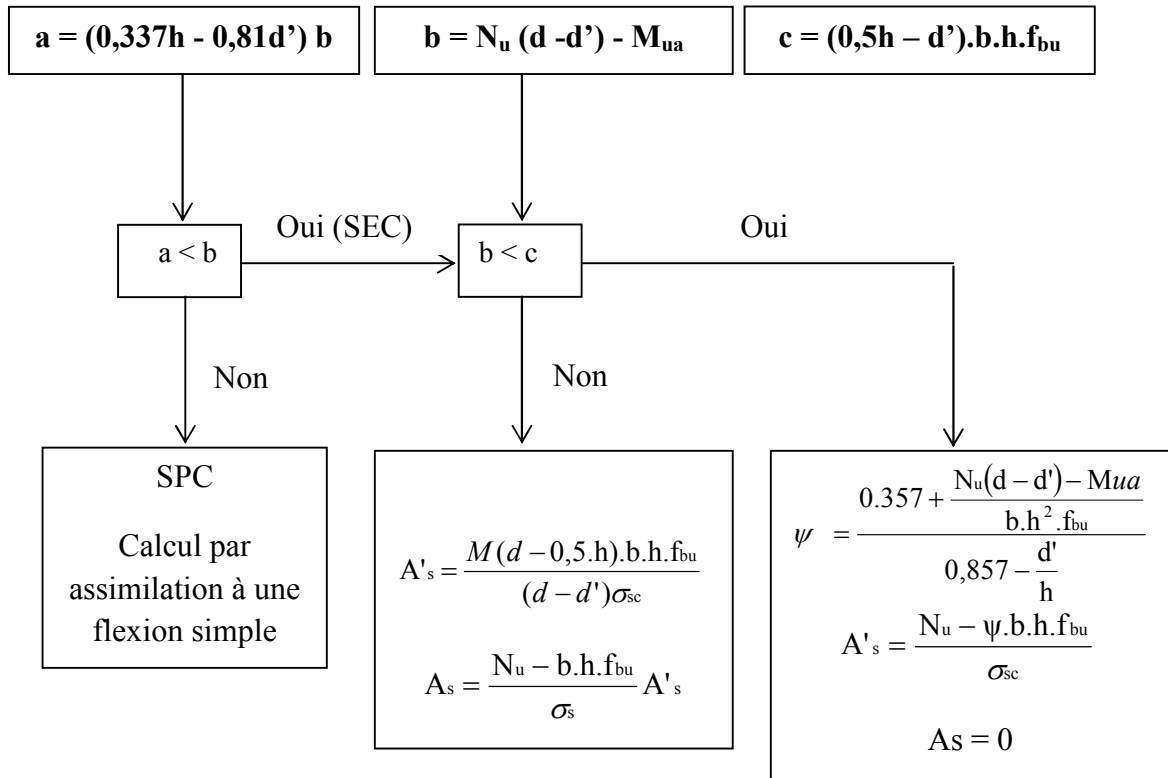 a = (0,337h - 0,81d’) b
b = Nu (d -d’) - Mua
c = (0,5h – d’).b.h.fbu
a < b
Oui (SEC)
b < c
Oui
Non
Non
SPC
Calcul par
assimilation à une
flexion simple
A's = M(d − 0,5.h).b.h.fbu / (d − d')σsc
As = Nu − b.h.fbu / σs A's
ψ = 0.357 + Nu(d − d') − Mua / b.h².fbu / 0,857 − d' / h
A's = Nu − ψ.b.h.fbu / σsc
As = 0